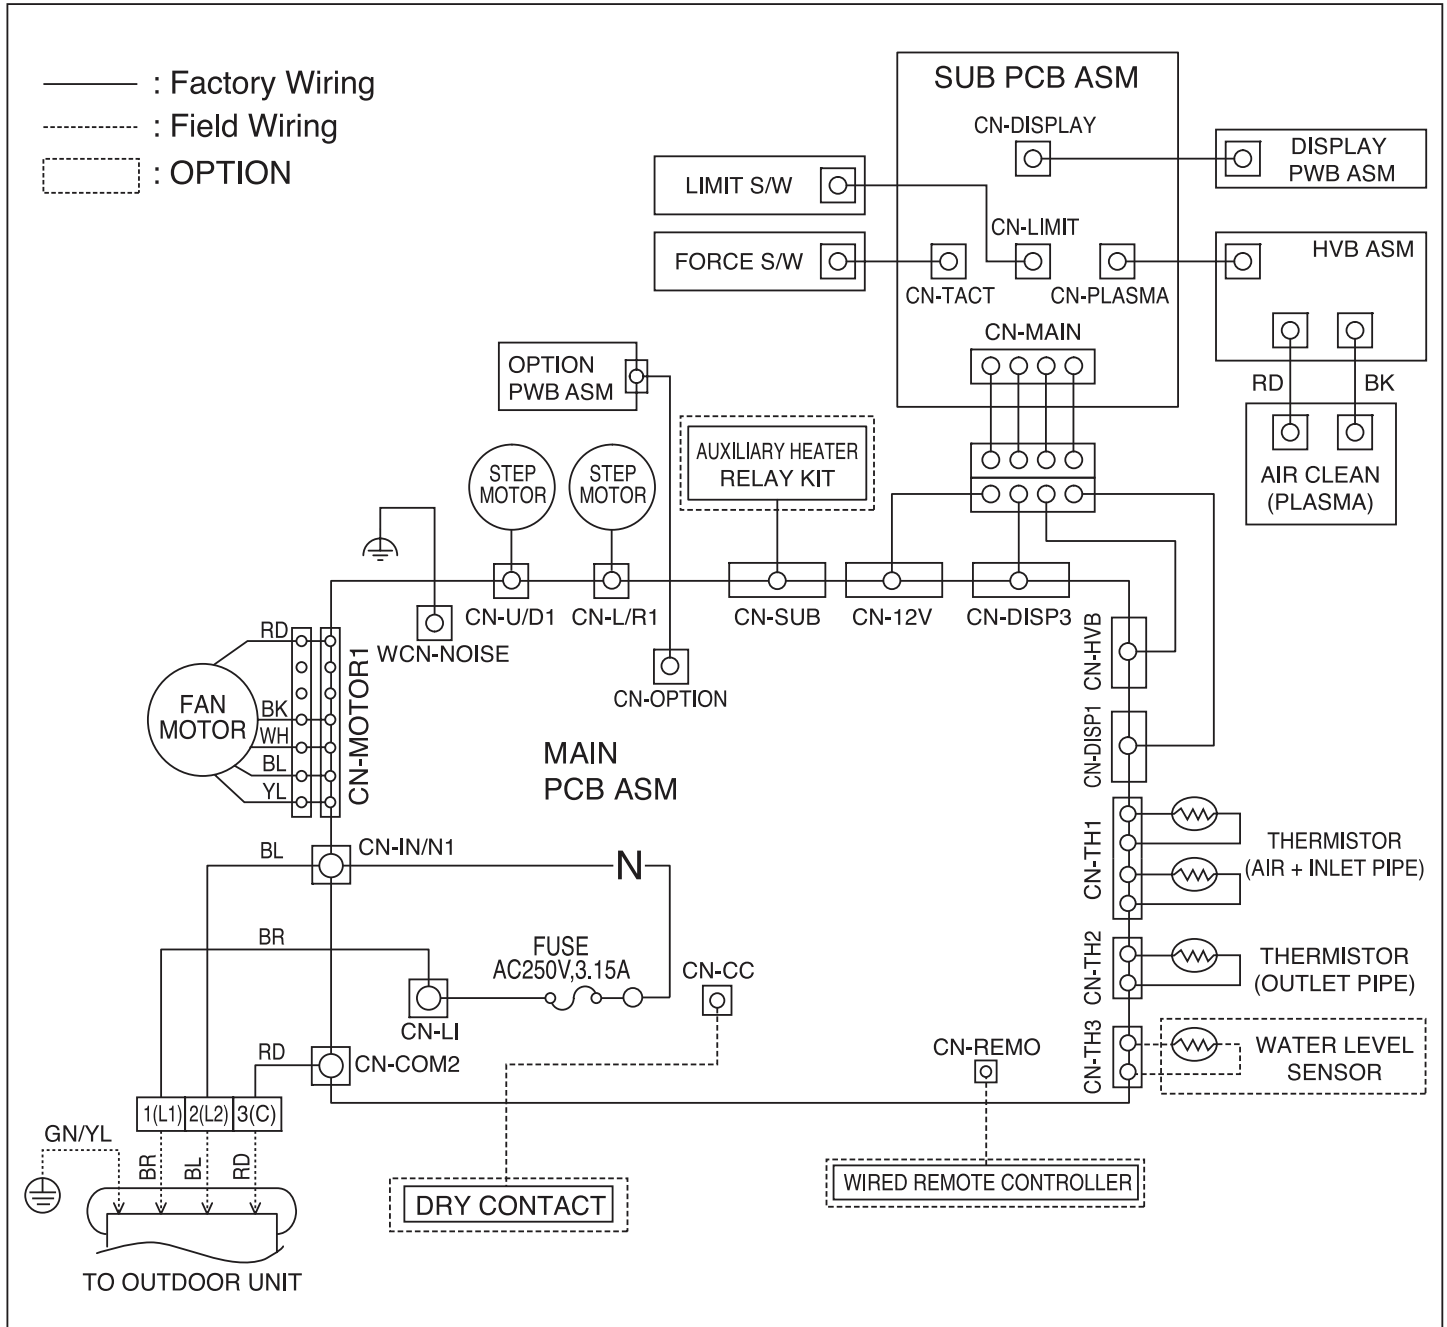 : Factory Wiring
: Field Wiring
: OPTION
SUB PCB ASM
CN-DISPLAY
DISPLAY
PWB ASM
LIMIT S/W
CN-LIMIT
FORCE S/W
HVB ASM
CN-TACT
CN-PLASMA
CN-MAIN
OPTION
PWB ASM
RD
BK
AUXILIARY HEATER
RELAY KIT
AIR CLEAN
(PLASMA)
STEP
MOTOR
STEP
MOTOR
CN-U/D1
CN-L/R1
CN-SUB
CN-12V
CN-DISP3
WCN-NOISE
CN-OPTION
CN-HVB
CN-DISP1
RD
FAN
MOTOR
BK
WH
BL
YL
CN-MOTOR1
MAIN
PCB ASM
CN-TH1
THERMISTOR
(AIR + INLET PIPE)
BL
CN-IN/N1
N
BR
FUSE
AC250V,3.15A
CN-CC
CN-LI
CN-TH2
THERMISTOR
(OUTLET PIPE)
RD
CN-COM2
CN-REMO
CN-TH3
WATER LEVEL
SENSOR
1(L1)
2(L2)
3(C)
GN/YL
BR
BL
RD
DRY CONTACT
WIRED REMOTE CONTROLLER
TO OUTDOOR UNIT